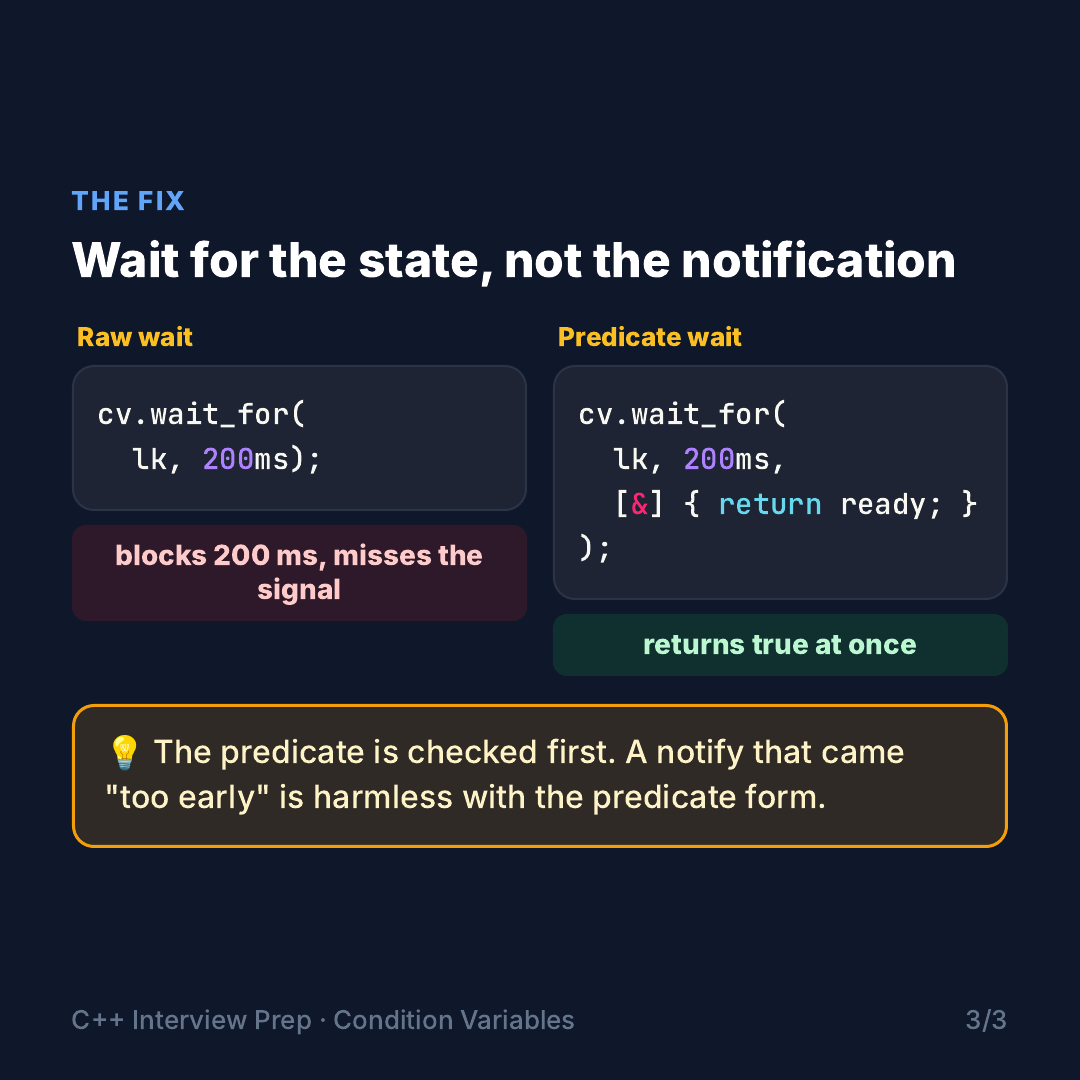 THE FIX
Wait for the state, not the notification
Raw wait
cv.wait_for(
  lk, 200ms);
blocks 200 ms, misses the
signal
Predicate wait
cv.wait_for(
  lk, 200ms,
  [&] { return ready; }
);
returns true at once
💡 The predicate is checked first. A notify that came
"too early" is harmless with the predicate form.
C++ Interview Prep · Condition Variables
3/3